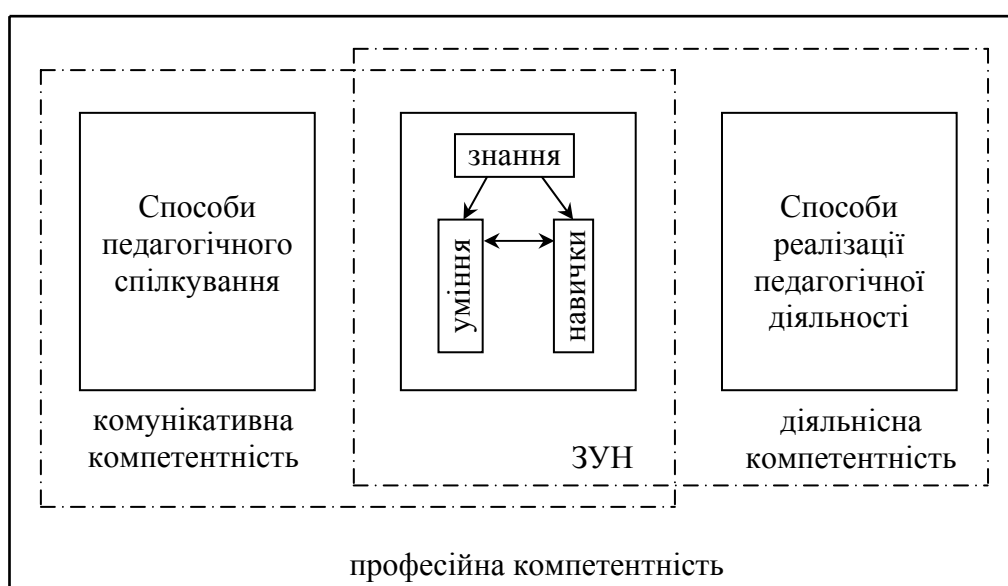 Способи
педагогічного
спілкування
комунікативна
компетентність
знання
уміння
навички
ЗУН
Способи
реалізації
педагогічної
діяльності
діяльнісна
компетентність
професійна компетентність